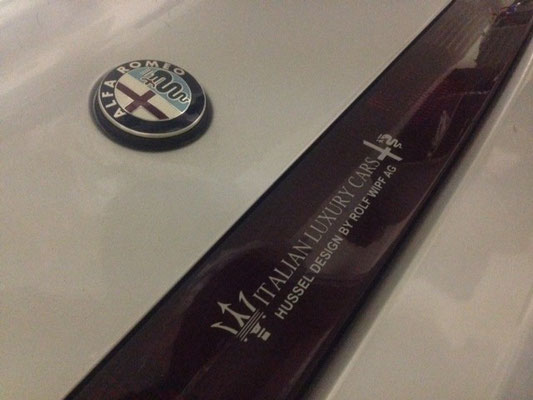 ALFA ROMEO
ITALIAN LUXURY CARS
HUSSEL DESIGN BY ROLF WIPF AG